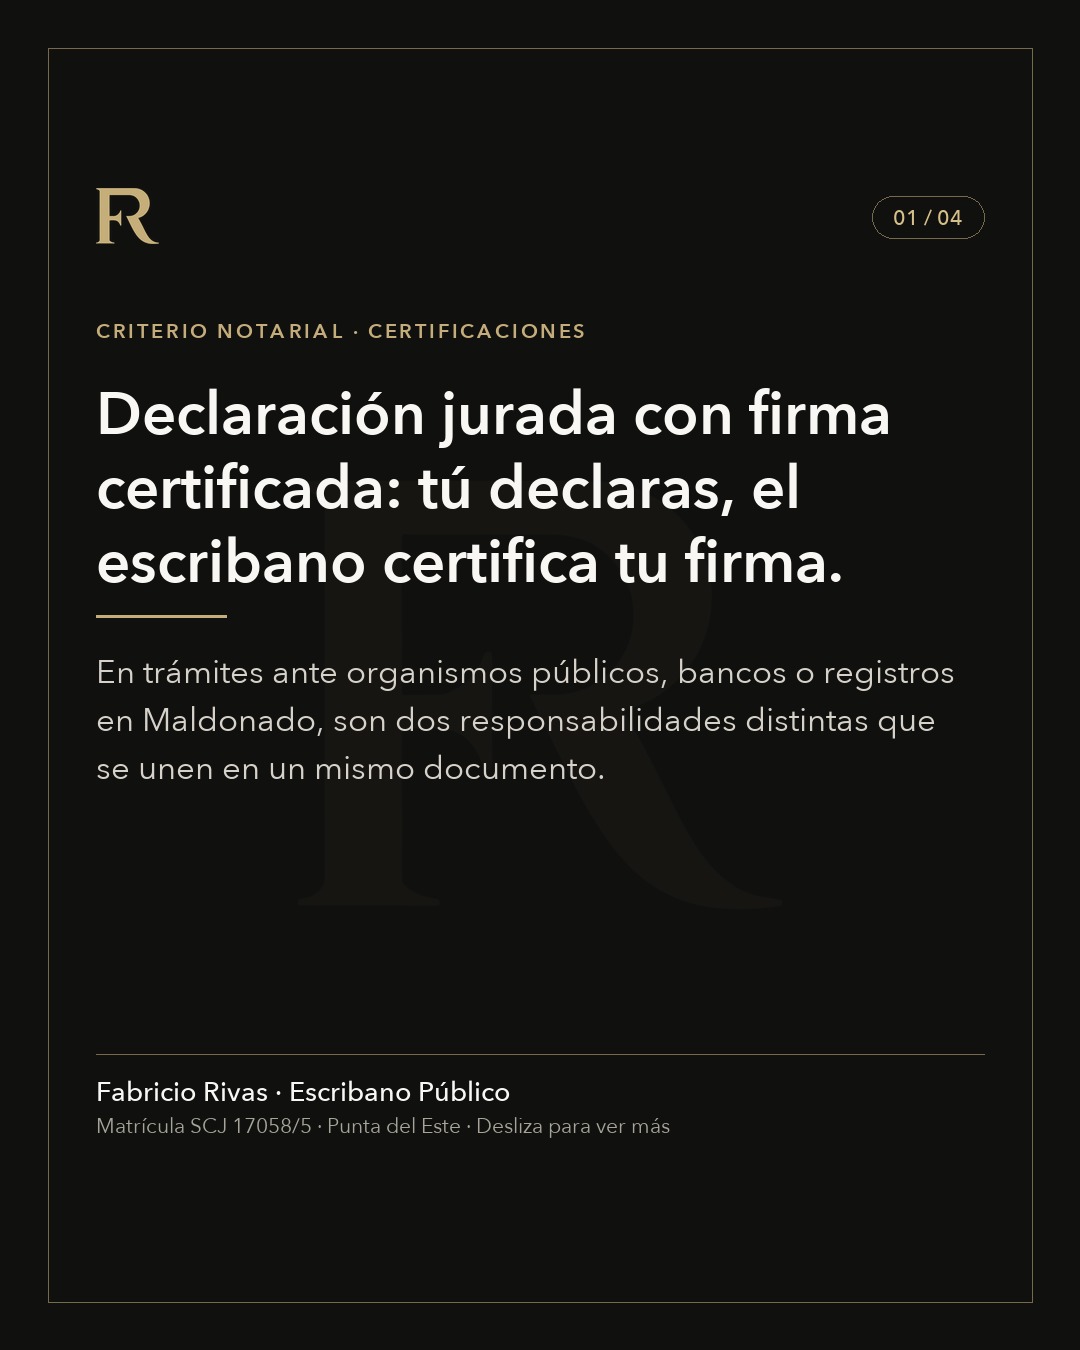 R
01 / 04
CRITERIO NOTARIAL · CERTIFICACIONES
Declaración jurada con firma
certificada: tú declaras, el
escribano certifica tu firma.
En trámites ante organismos públicos, bancos o registros
en Maldonado, son dos responsabilidades distintas que
se unen en un mismo documento.
Fabricio Rivas · Escribano Público
Matrícula SCJ 17058/5 · Punta del Este · Desliza para ver más